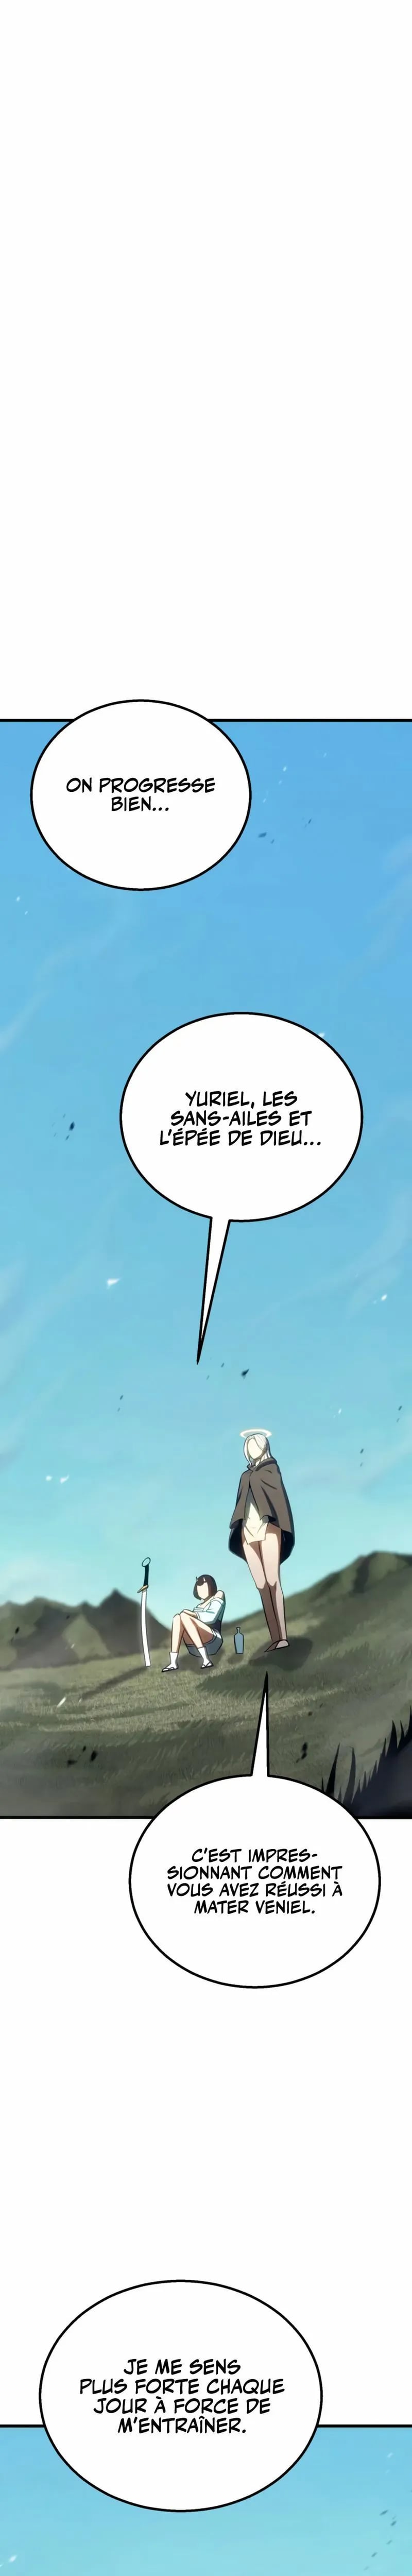 ON PROGRESSE
BIEN...
YURIEL, LES
SANS-AILES ET
L'ÉPÉE DE DIEU...
C'EST IMPRES-
SIONNANT COMMENT
VOUS AVEZ RÉUSSI À
MATER VENIEL.
JE ME SENS
PLUS FORTE CHAQUE
JOUR À FORCE DE
M'ENTRAÎNER.